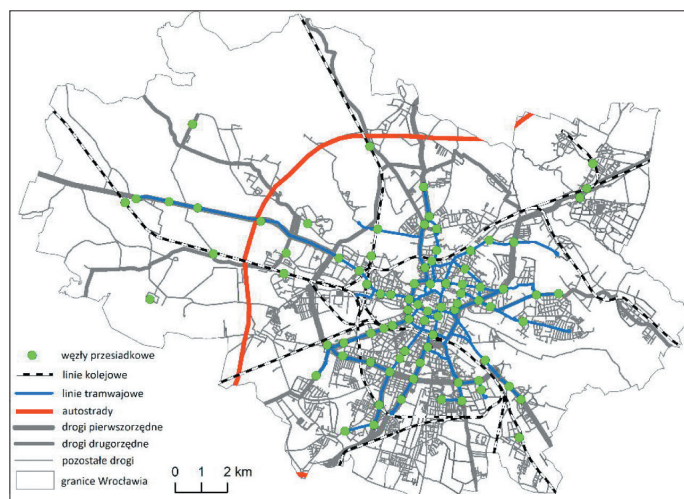 węzły przesiadkowe
linie kolejowe
linie tramwajowe
autostrady
drogi pierwszorzędne
drogi drugorzędne
pozostałe drogi
granice Wrocławia
0 1 2 km